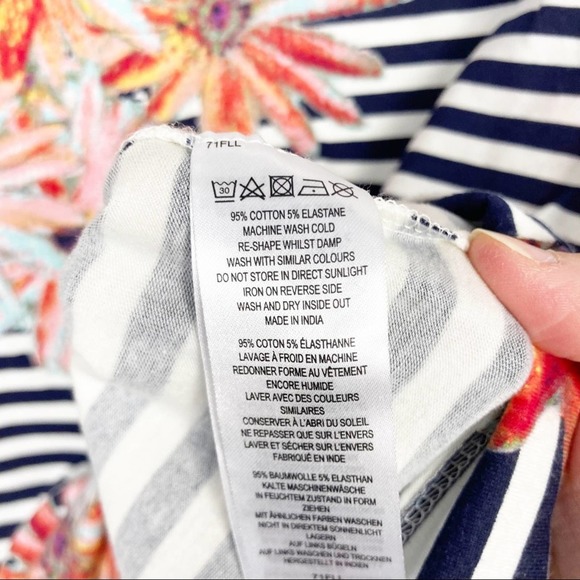 71FLL
30
95% COTTON 5% ELASTANE
MACHINE WASH COLD
RE-SHAPE WHILST DAMP
WASH WITH SIMILAR COLOURS
DO NOT STORE IN DIRECT SUNLIGHT
IRON ON REVERSE SIDE
WASH AND DRY INSIDE OUT
MADE IN INDIA
95% COTON 5% ELASTHANNE
LAVAGE À FROID EN MACHINE
REDONNER FORME AU VÊTEMENT
ENCORE HUMIDE
LAVER AVEC DES COULEURS
SIMILAIRES
CONSERVER À L'ABRI DU SOLEIL
NE REPASSER QUE SUR L'ENVERS
LAVER ET SÉCHER SUR L'ENVERS
FABRIQUÉ EN INDE
95% BAUMWOLLE 5% ELASTHAN
KALTE MASCHINENWÄSCHE
IN FEUCHTEM ZUSTAND IN FORM
ZIEHEN
MIT ÄHNLICHEN FARBEN WASCHEN
NICHT IN DIREKTEM SONNENLICHT
LAGERN
AUF LINKS BÜGELN
AUF LINKS WASCHEN UND TROCKNEN
HERGESTELLT IN INDIEN
71FLL